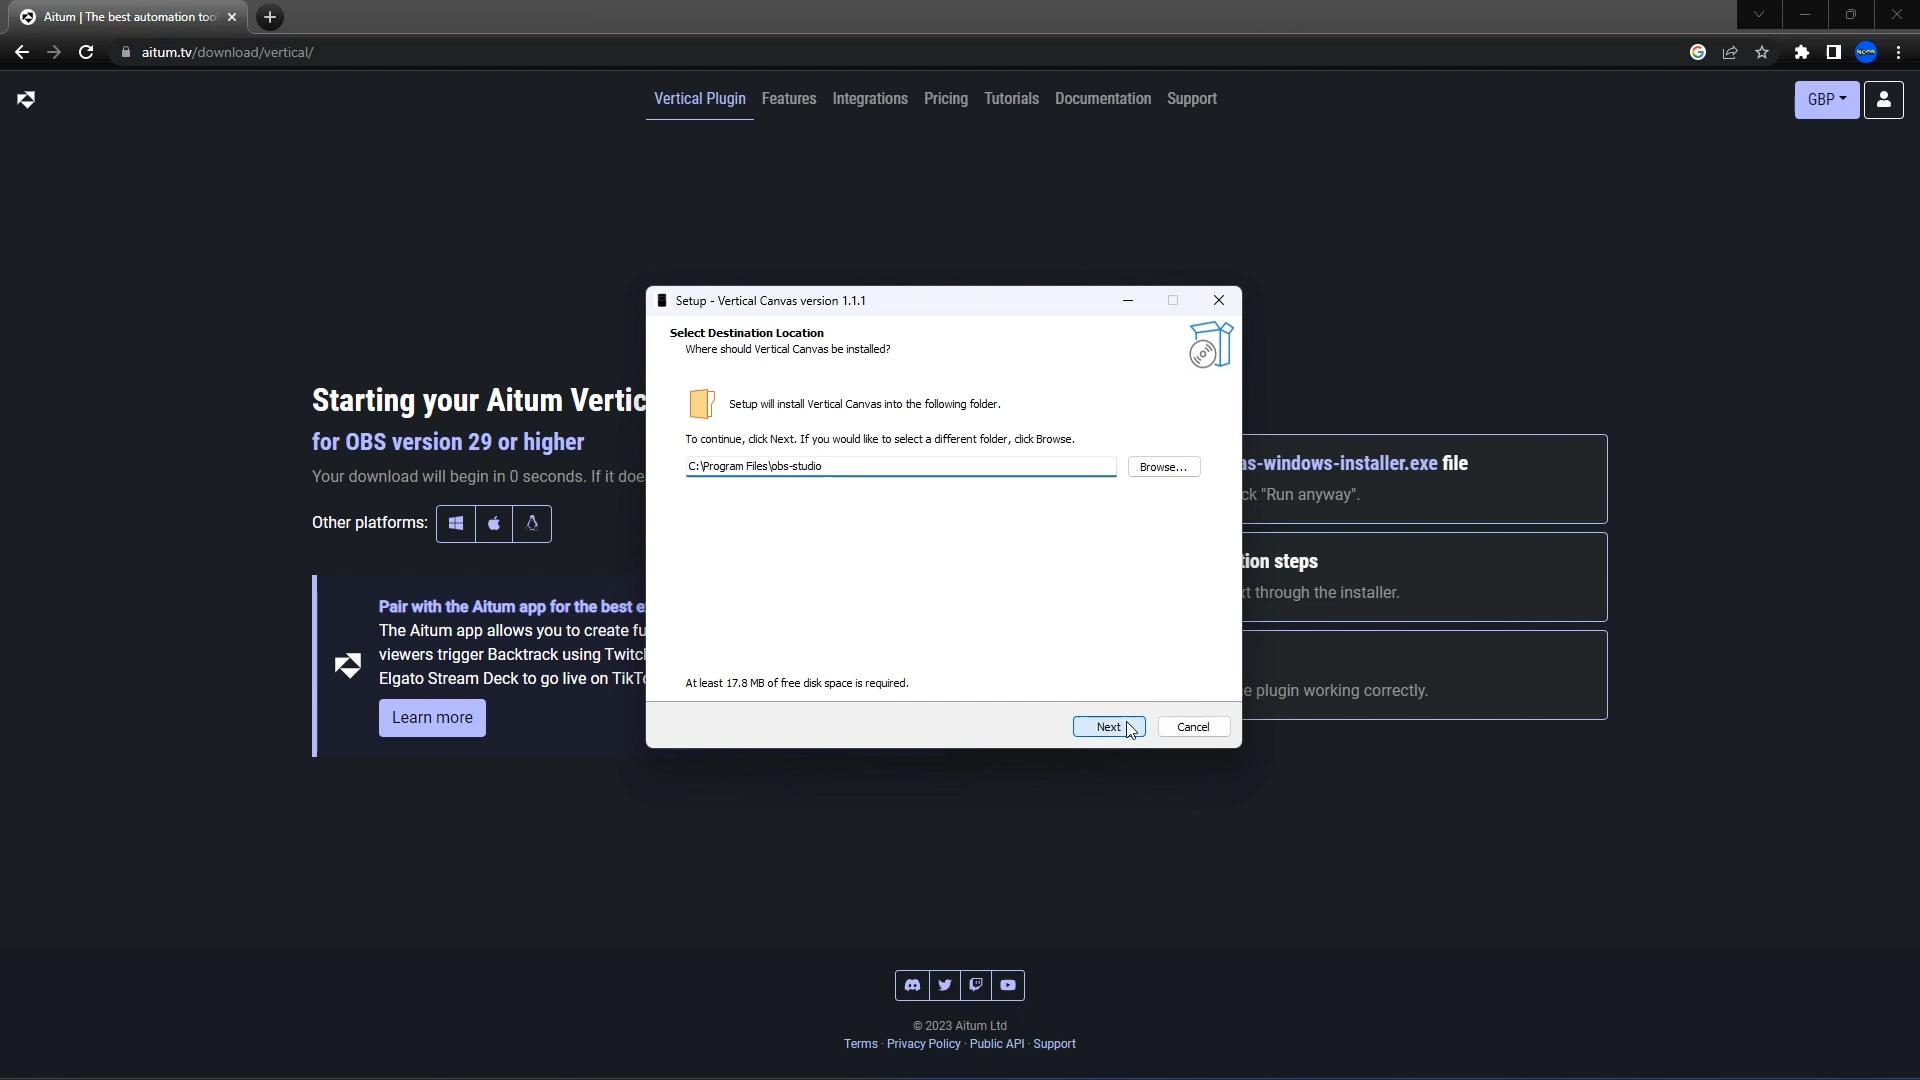 Aitum | The best automation tool
aitum.tv/download/vertical/
Vertical Plugin Features Integrations Pricing Tutorials Documentation Support
GBP
Setup - Vertical Canvas version 1.1.1
Select Destination Location
Where should Vertical Canvas be installed?
Setup will install Vertical Canvas into the following folder.
To continue, click Next. If you would like to select a different folder, click Browse.
C:\Program Files\obs-studio
Browse...
At least 17.8 MB of free disk space is required.
Next
Cancel
Starting your Aitum Vertic
for OBS version 29 or higher
Your download will begin in 0 seconds. If it doe
Other platforms:
Pair with the Aitum app for the best e
The Aitum app allows you to create fu
viewers trigger Backtrack using Twitc
Elgato Stream Deck to go live on TikTo
Learn more
as-windows-installer.exe file
ck "Run anyway".
tion steps
xt through the installer.
e plugin working correctly.
© 2023 Aitum Ltd
Terms · Privacy Policy · Public API · Support